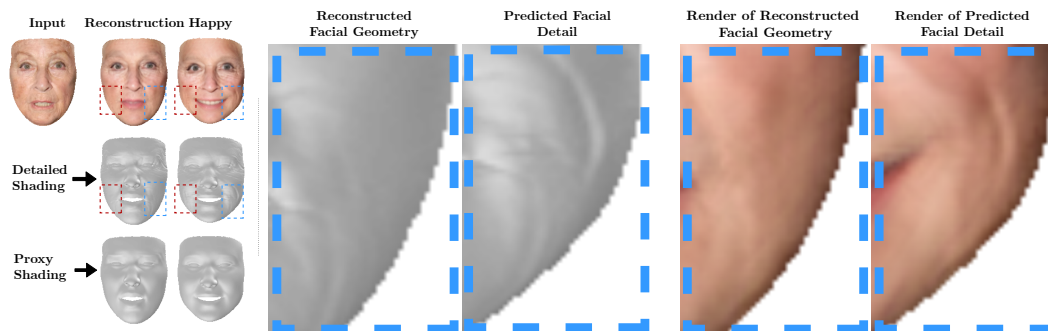 Input
Reconstruction Happy
Detailed
Shading
Proxy
Shading
Reconstructed
Facial Geometry
Predicted Facial
Detail
Render of Reconstructed
Facial Geometry
Render of Predicted
Facial Detail